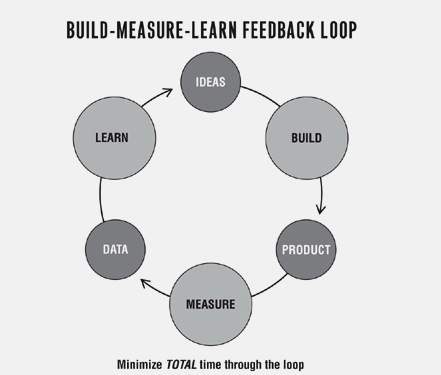 BUILD-MEASURE-LEARN FEEDBACK LOOP
IDEAS
BUILD
PRODUCT
MEASURE
DATA
LEARN
Minimize TOTAL time through the loop